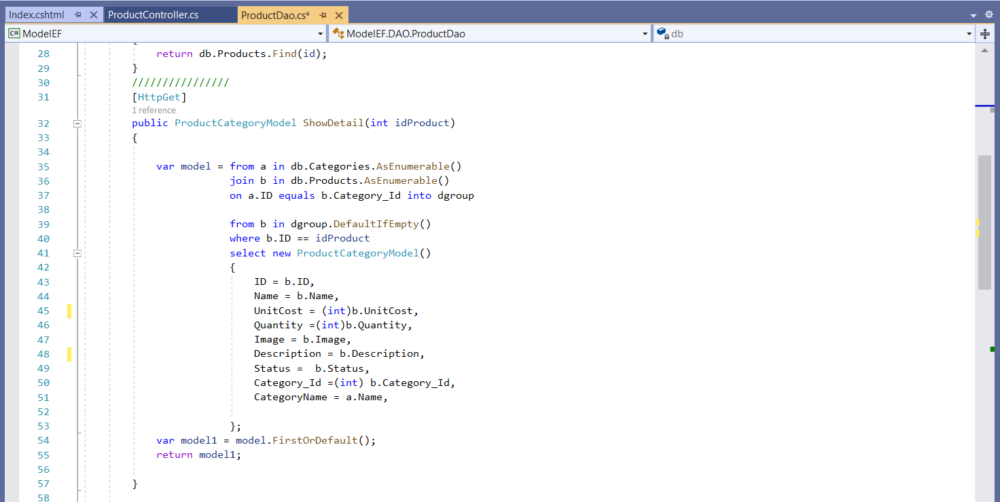 Index.cshtml ProductController.cs ProductDao.cs*
C# ModelEF ModelEF.DAO.ProductDao db
{
28 return db.Products.Find(id);
29 }
30 ////////////////
31 [HttpGet]
1 reference
32 public ProductCategoryModel ShowDetail(int idProduct)
33 {
34
35 var model = from a in db.Categories.AsEnumerable()
36 join b in db.Products.AsEnumerable()
37 on a.ID equals b.Category_Id into dgroup
38
39 from b in dgroup.DefaultIfEmpty()
40 where b.ID == idProduct
41 select new ProductCategoryModel()
42 {
43 ID = b.ID,
44 Name = b.Name,
45 UnitCost = (int)b.UnitCost,
46 Quantity =(int)b.Quantity,
47 Image = b.Image,
48 Description = b.Description,
49 Status =  b.Status,
50 Category_Id =(int) b.Category_Id,
51 CategoryName = a.Name,
52
53 };
54 var model1 = model.FirstOrDefault();
55 return model1;
56
57 }
58